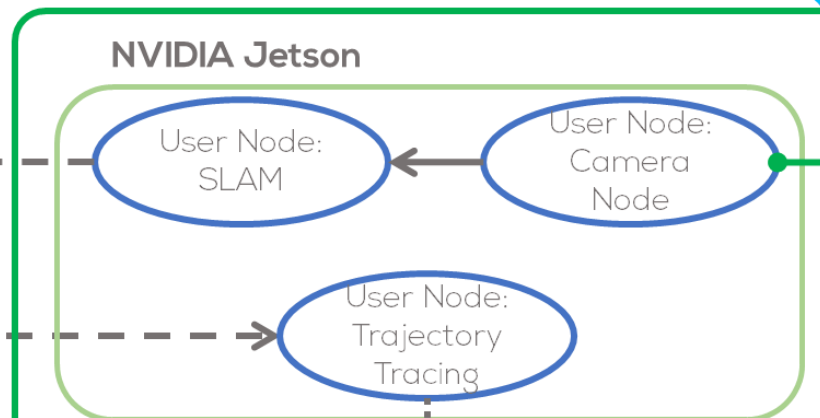 NVIDIA Jetson
User Node:
SLAM
User Node:
Camera
Node
User Node:
Trajectory
Tracing